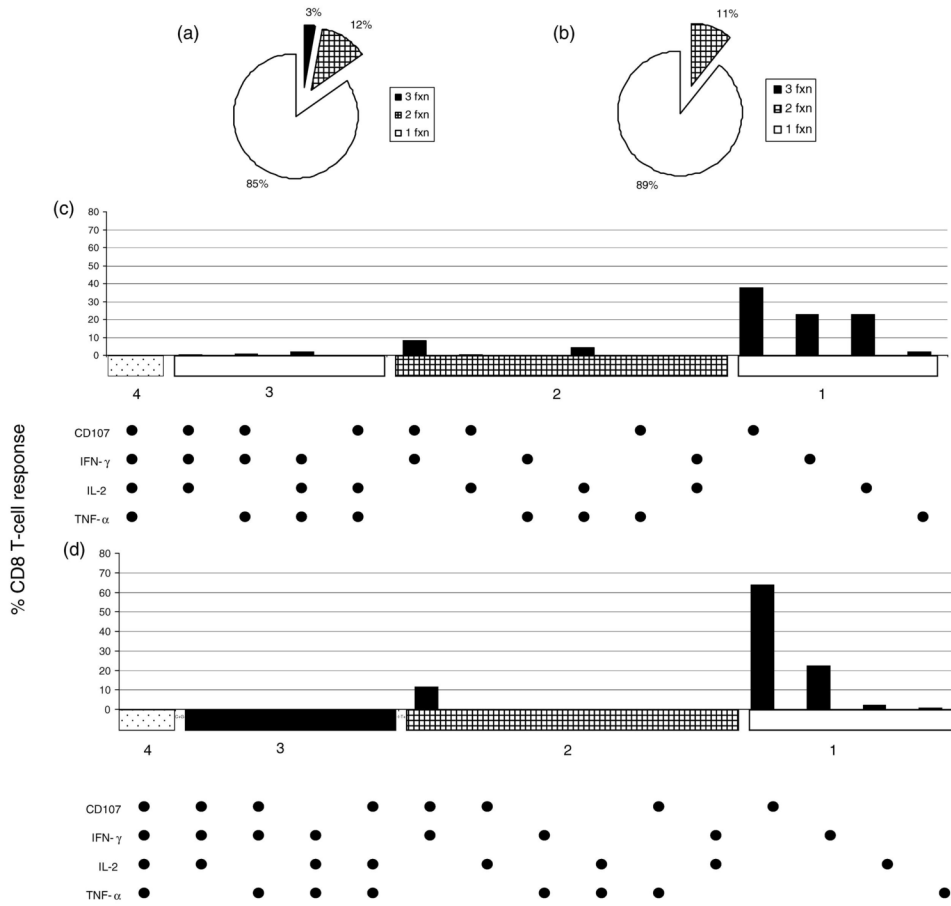 (a)
3%
12%
85%
3 fxn
2 fxn
1 fxn
(b)
11%
89%
3 fxn
2 fxn
1 fxn
% CD8 T-cell response
(c)
80
70
60
50
40
30
20
10
0
4 3 2 1
CD107
IFN-γ
IL-2
TNF-α
(d)
80
70
60
50
40
30
20
10
0
4 3 2 1
CD107
IFN-γ
IL-2
TNF-α